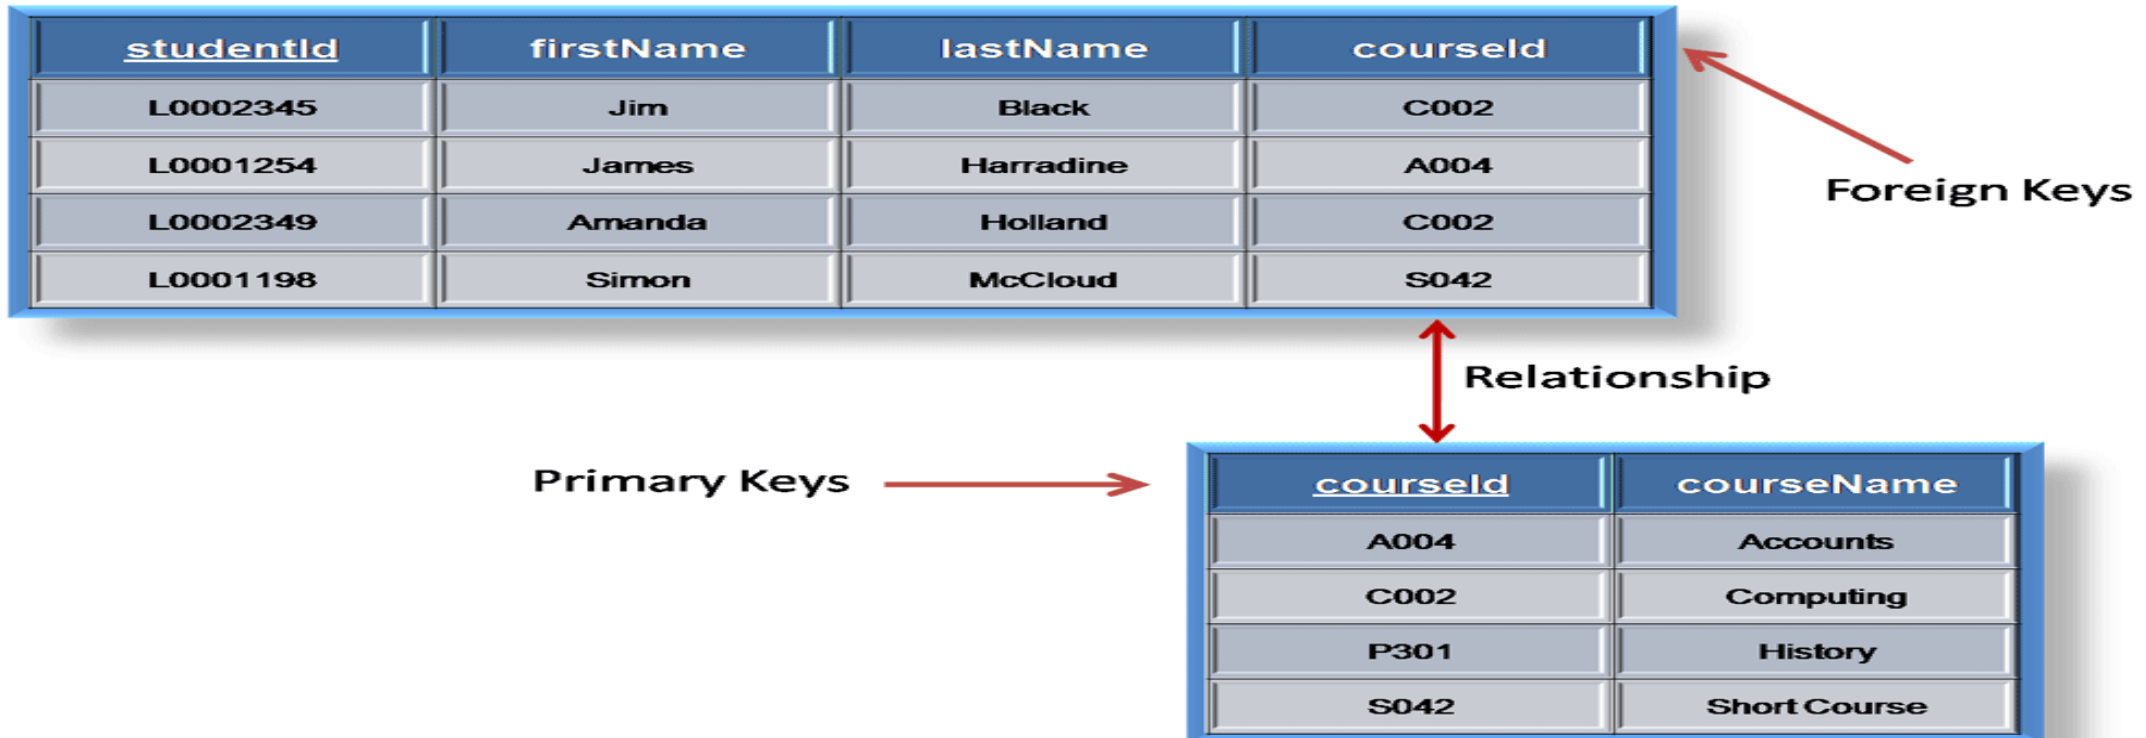 studentId firstName lastName courseId
L0002345 Jim Black C002
L0001254 James Harradine A004
L0002349 Amanda Holland C002
L0001198 Simon McCloud S042
Foreign Keys
Relationship
Primary Keys
courseId courseName
A004 Accounts
C002 Computing
P301 History
S042 Short Course